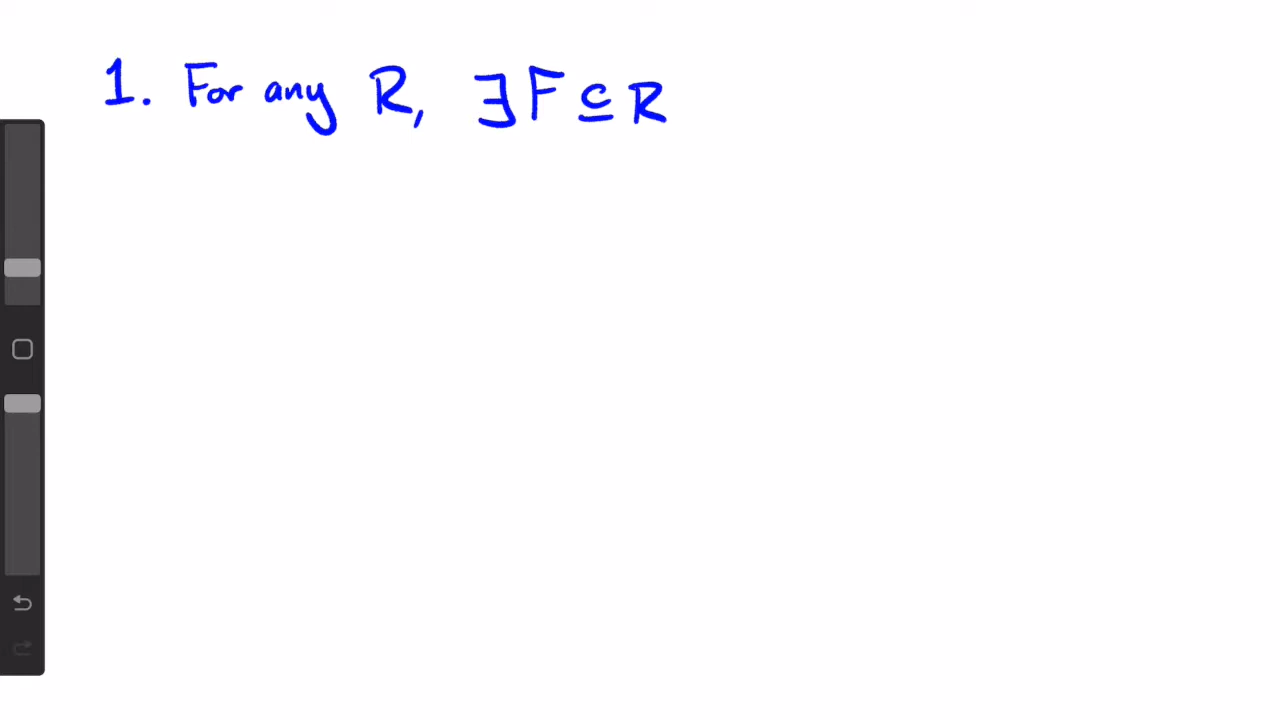 1. For any R, ∃F ⊆ R